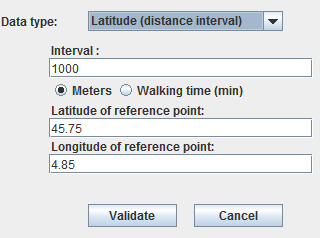 Data type: Latitude (distance interval)
Interval :
1000
Meters Walking time (min)
Latitude of reference point:
45.75
Longitude of reference point:
4.85
Validate Cancel